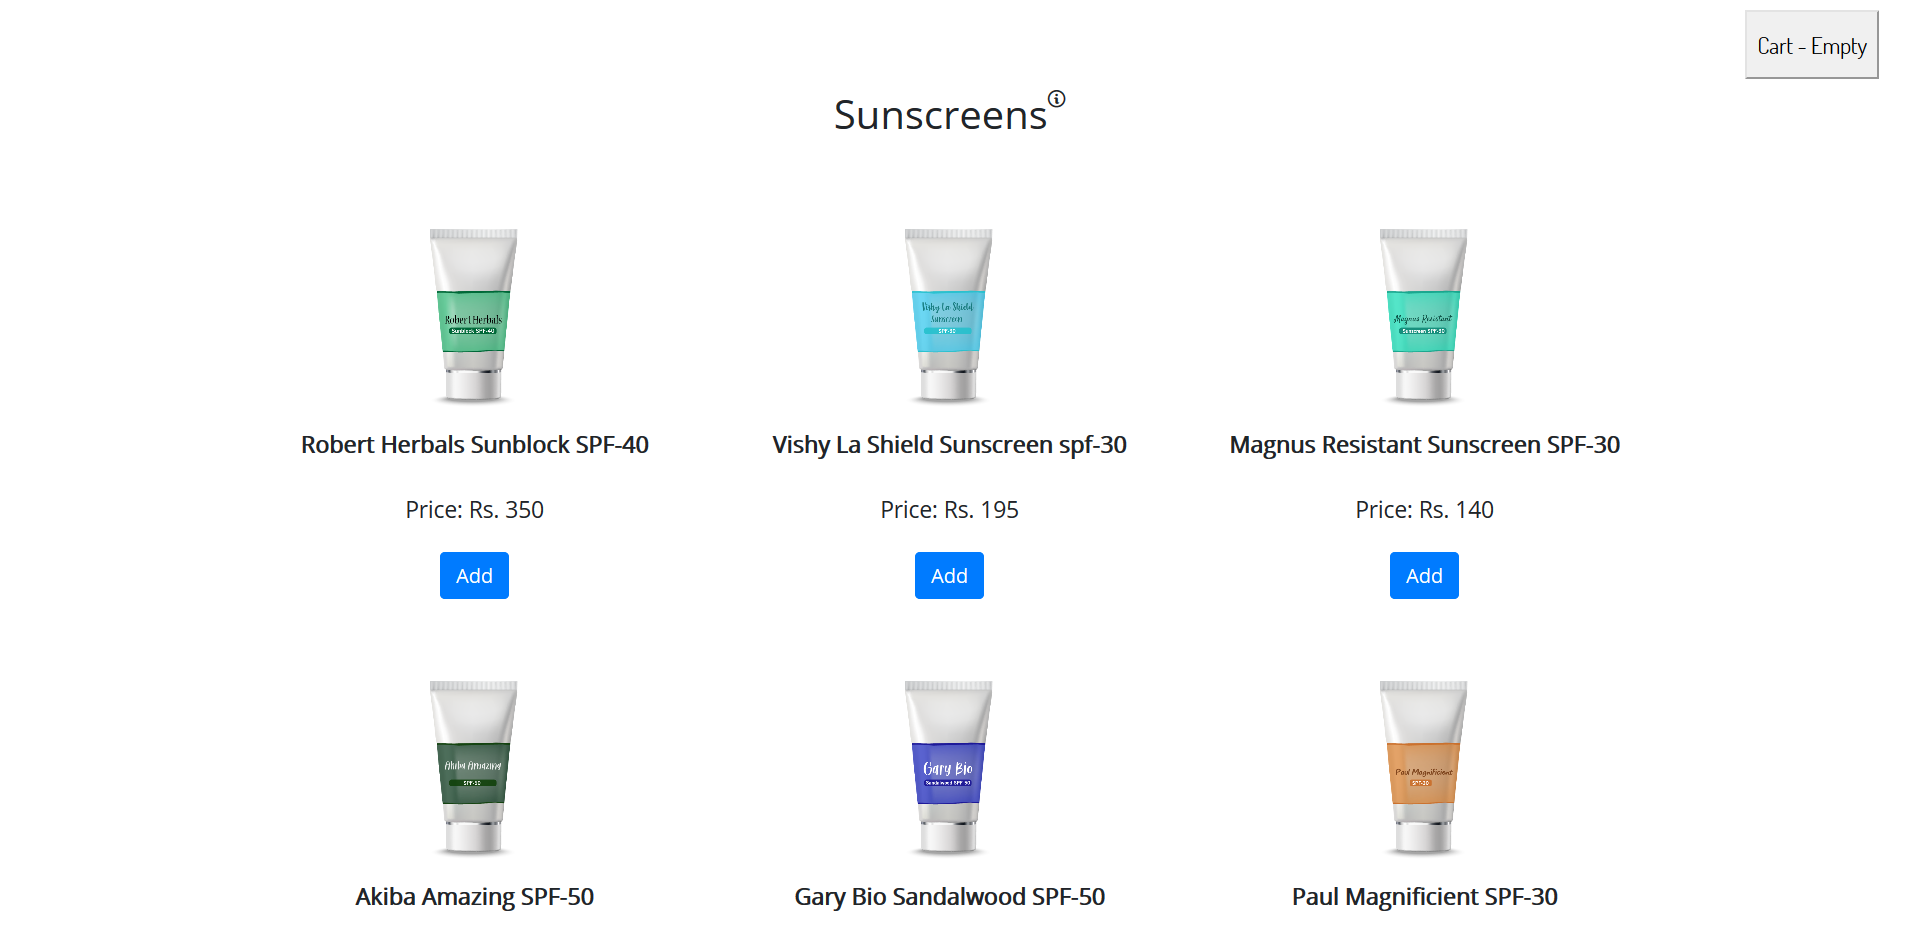 Cart - Empty
Sunscreens
Robert Herbals
Sunblock SPF-40
Vishy La Shield
Sunscreen
SPF-30
Magnus Resistant
Sunscreen SPF-30
Robert Herbals Sunblock SPF-40
Vishy La Shield Sunscreen spf-30
Magnus Resistant Sunscreen SPF-30
Price: Rs. 350
Price: Rs. 195
Price: Rs. 140
Add
Add
Add
Akiba Amazing
SPF-50
Gary Bio
Sandalwood SPF-50
Paul Magnificient
SPF-30
Akiba Amazing SPF-50
Gary Bio Sandalwood SPF-50
Paul Magnificient SPF-30